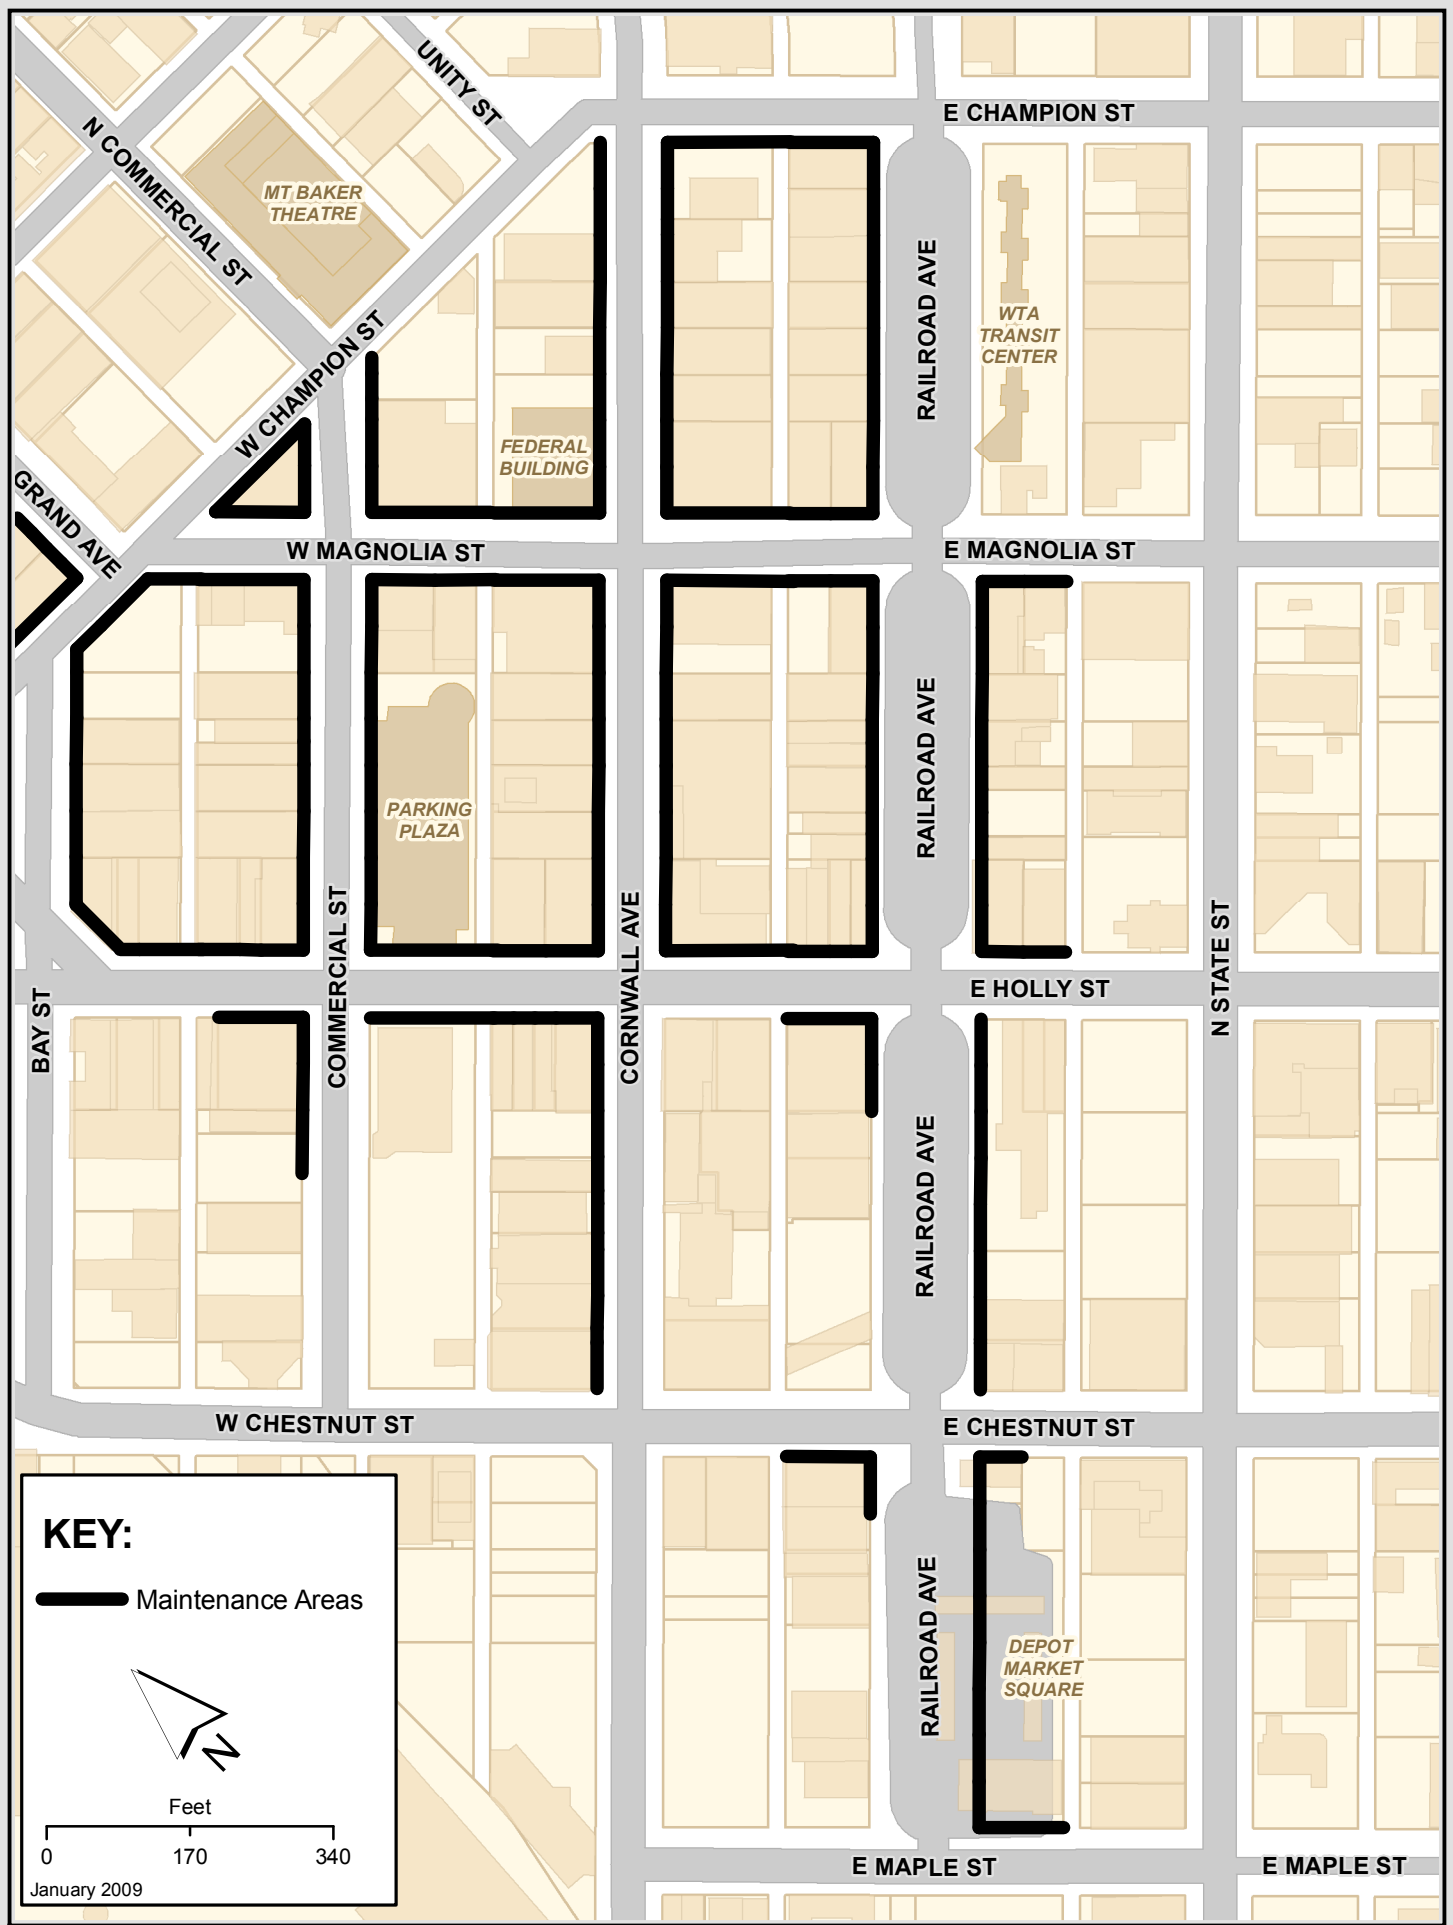 UNITY ST
E CHAMPION ST
N COMMERCIAL ST
MT BAKER
THEATRE
RAILROAD AVE
WTA
TRANSIT
CENTER
W CHAMPION ST
FEDERAL
BUILDING
GRAND AVE
W MAGNOLIA ST
E MAGNOLIA ST
RAILROAD AVE
PARKING
PLAZA
COMMERCIAL ST
CORNWALL AVE
N STATE ST
E HOLLY ST
BAY ST
RAILROAD AVE
W CHESTNUT ST
E CHESTNUT ST
KEY:
Maintenance Areas
RAILROAD AVE
DEPOT
MARKET
SQUARE
N
Feet
0 170 340
January 2009
E MAPLE ST
E MAPLE ST